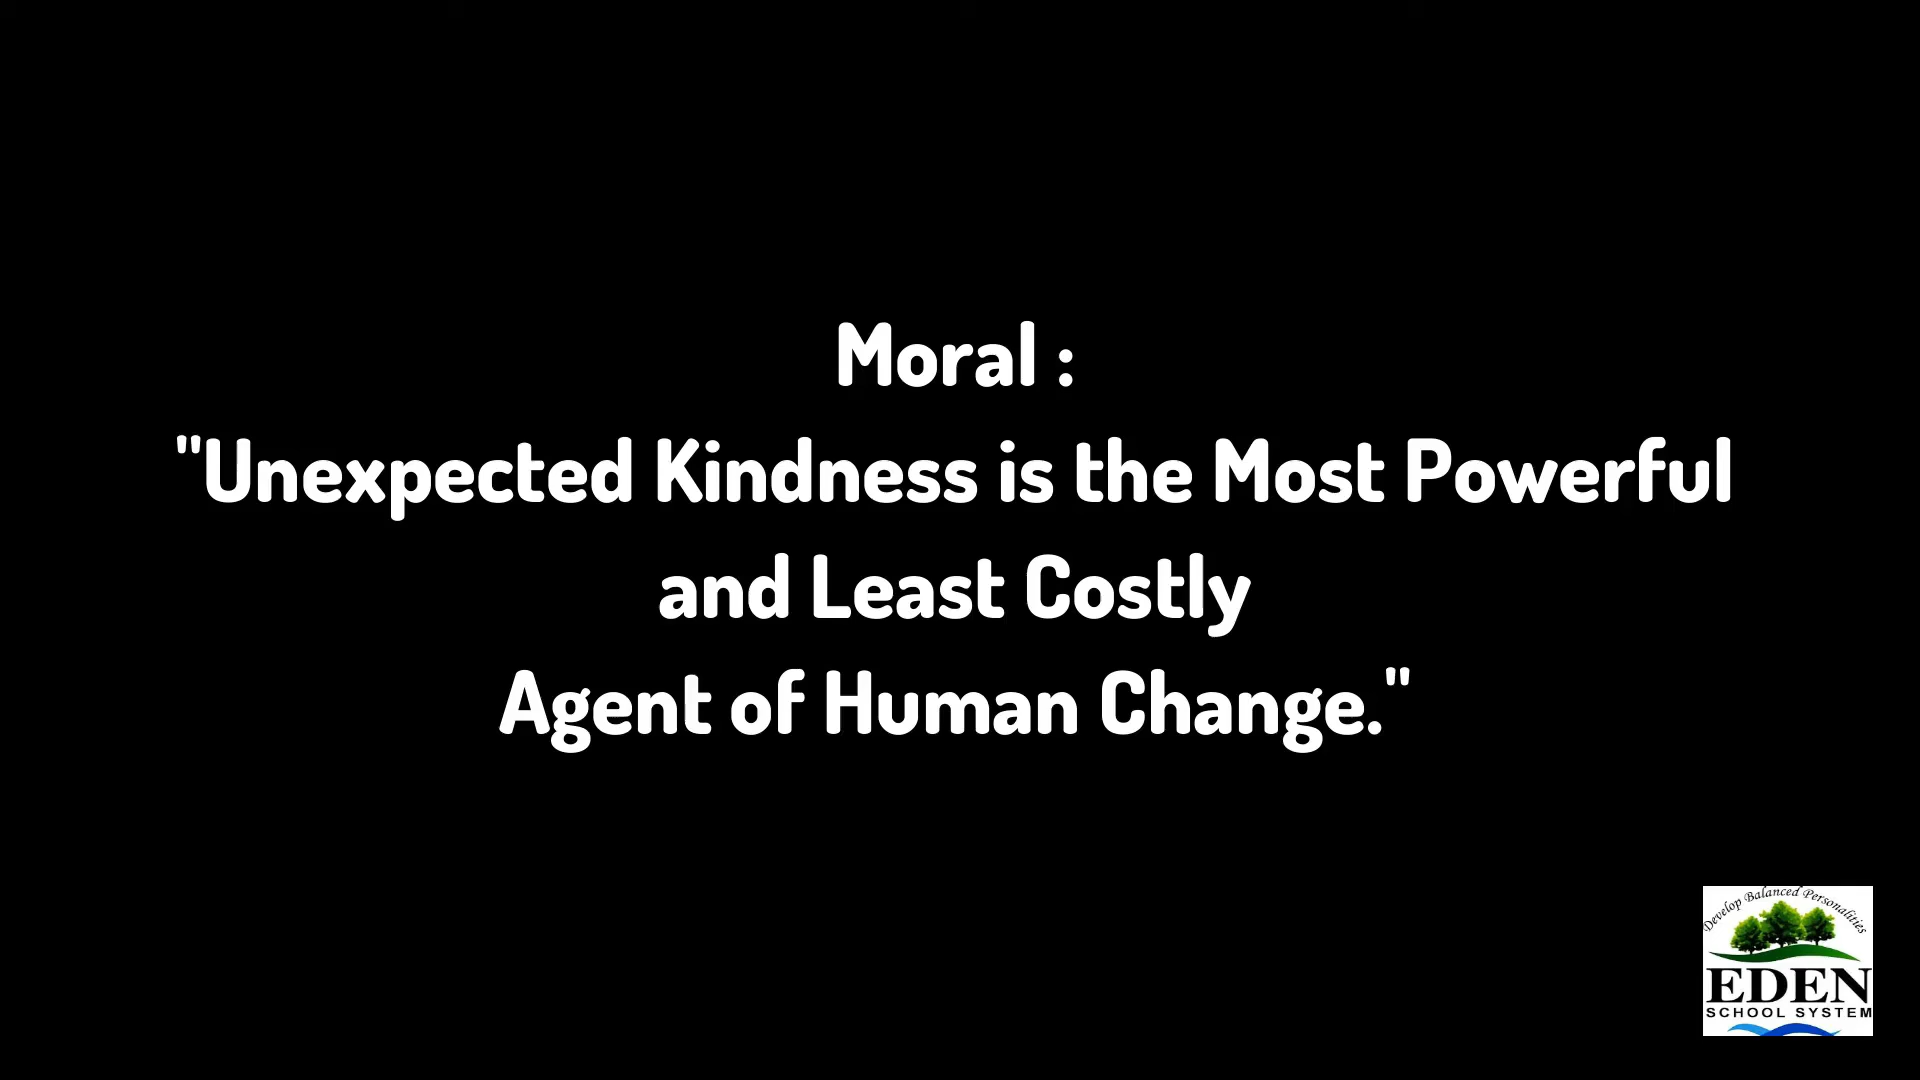 Moral :
"Unexpected Kindness is the Most Powerful
and Least Costly
Agent of Human Change."
Develop Balanced Personalities
EDEN
SCHOOL SYSTEM